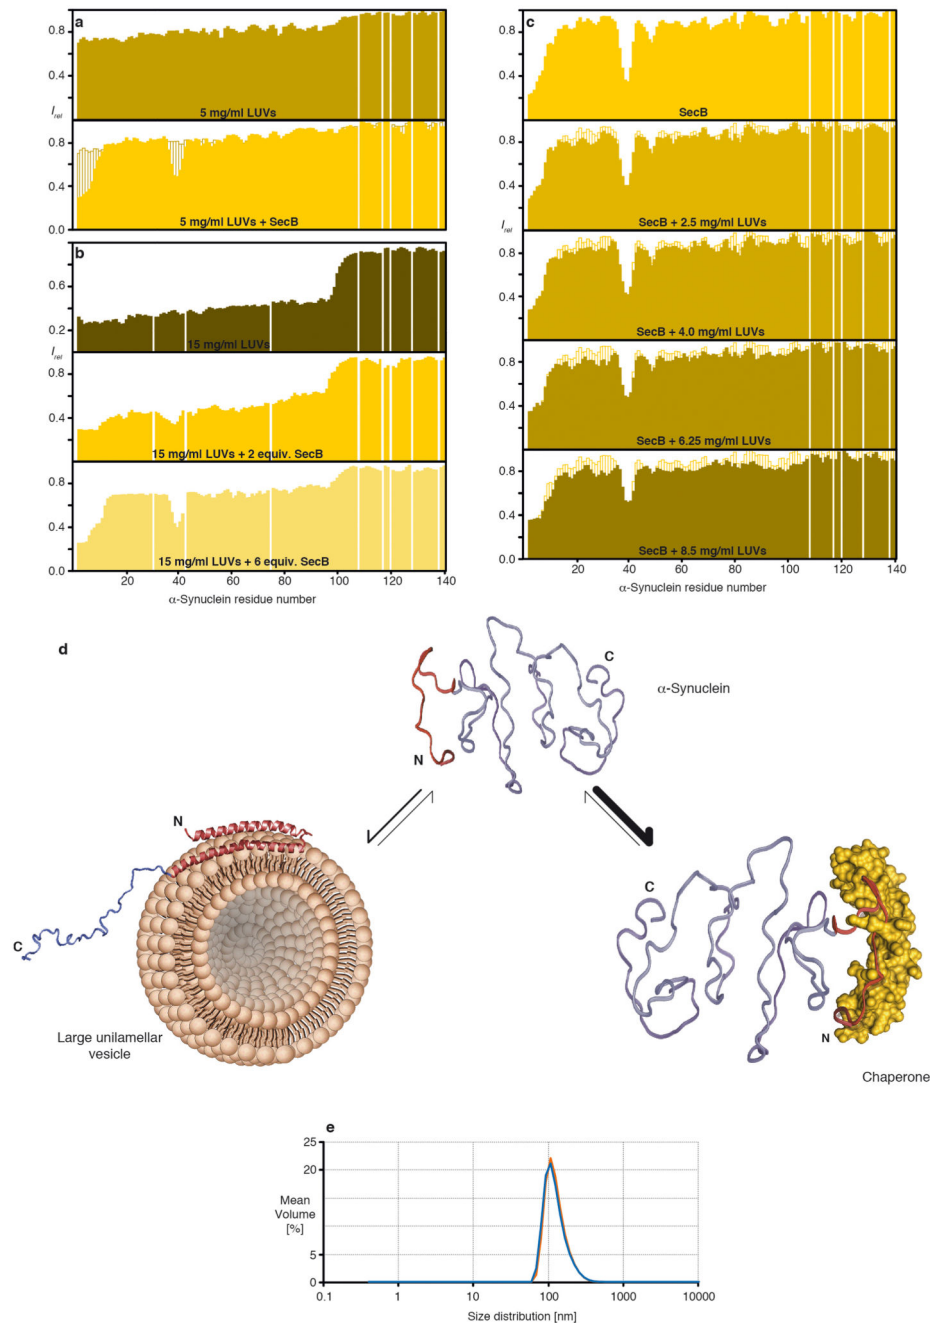 a
0.8
0.4
I rel
5 mg/ml LUVs
0.8
0.4
0.0
5 mg/ml LUVs + SecB
b
0.8
0.4
0.2
I rel
15 mg/ml LUVs
0.8
0.4
15 mg/ml LUVs + 2 equiv. SecB
0.8
0.4
0.0
15 mg/ml LUVs + 6 equiv. SecB
20 40 60 80 100 120 140
α-Synuclein residue number
c
0.8
0.4
SecB
0.8
0.4
SecB + 2.5 mg/ml LUVs
I rel
0.8
0.4
SecB + 4.0 mg/ml LUVs
0.8
0.4
SecB + 6.25 mg/ml LUVs
0.8
0.4
0.0
SecB + 8.5 mg/ml LUVs
20 40 60 80 100 120 140
α-Synuclein residue number
d
C
α-Synuclein
N
N
C
Large unilamellar
vesicle
C
N
Chaperone
e
25
20
Mean
Volume
[%]
5
0
0.1 1 10 100 1000 10000
Size distribution [nm]